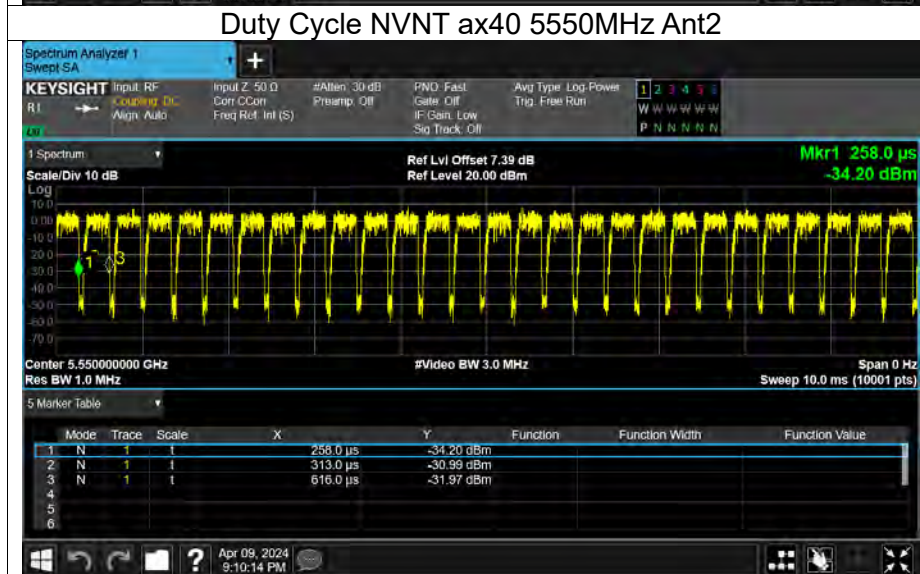 Duty Cycle NVNT ax40 5550MHz Ant2
Spectrum Analyzer 1
Swept SA
+
KEYSIGHT Input: RF Input Z: 50 Ω #Atten: 30 dB PNO: Fast Avg Type: Log-Power 1 2 3 4 5 6
RL Coupling: DC Corr CCorr Preamp: Off Gate: Off Trig: Free Run W W W W W W
Align: Auto Freq Ref: Int (S) IF Gain: Low P N N N N N
Sig Track: Off
1 Spectrum Ref Lvl Offset 7.39 dB Mkr1 258.0 µs
Scale/Div 10 dB Ref Level 20.00 dBm -34.20 dBm
Log
10.0
0.00
-10.0
-20.0
-30.0
-40.0
-50.0
-60.0
-70.0
1
3
Center 5.550000000 GHz #Video BW 3.0 MHz Span 0 Hz
Res BW 1.0 MHz Sweep 10.0 ms (10001 pts)
5 Marker Table
Mode Trace Scale X Y Function Function Width Function Value
1 N 1 t 258.0 µs -34.20 dBm
2 N 1 t 313.0 µs -30.99 dBm
3 N 1 t 616.0 µs -31.97 dBm
4
5
6
? Apr 09, 2024
9:10:14 PM